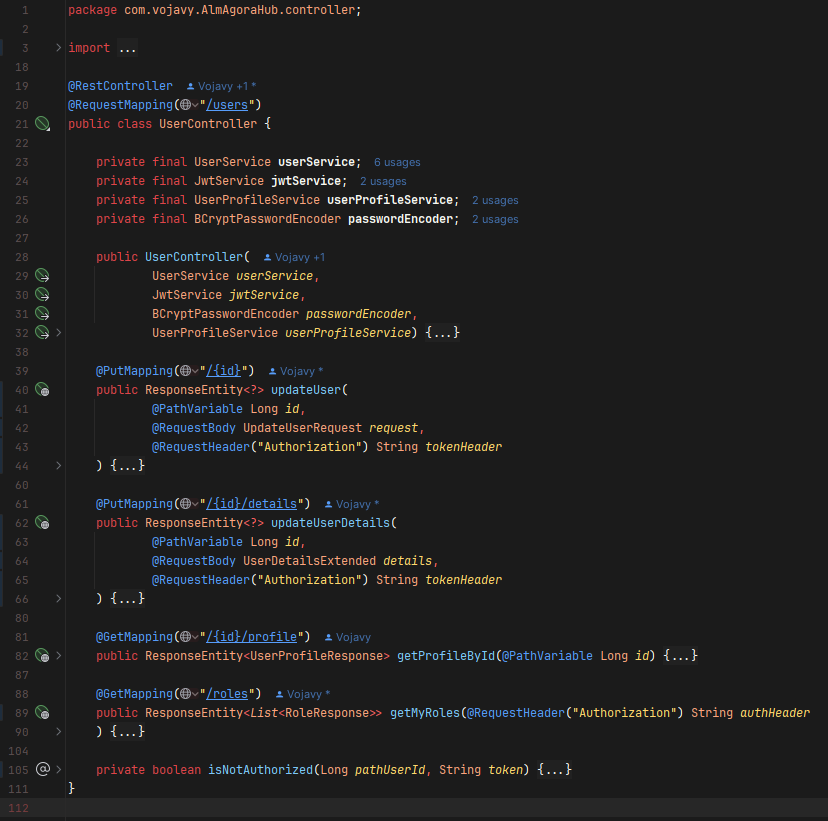 1 package com.vojavy.AlmAgoraHub.controller;
2
3 import ...
18
19 @RestController Vojavy +1 *
20 @RequestMapping("/users")
21 public class UserController {
22
23 private final UserService userService; 6 usages
24 private final JwtService jwtService; 2 usages
25 private final UserProfileService userProfileService; 2 usages
26 private final BCryptPasswordEncoder passwordEncoder; 2 usages
27
28 public UserController( Vojavy +1
29 UserService userService,
30 JwtService jwtService,
31 BCryptPasswordEncoder passwordEncoder,
32 UserProfileService userProfileService) {...}
38
39 @PutMapping("/{id}") Vojavy *
40 public ResponseEntity<?> updateUser(
41 @PathVariable Long id,
42 @RequestBody UpdateUserRequest request,
43 @RequestHeader("Authorization") String tokenHeader
44 ) {...}
60
61 @PutMapping("/{id}/details") Vojavy *
62 public ResponseEntity<?> updateUserDetails(
63 @PathVariable Long id,
64 @RequestBody UserDetailsExtended details,
65 @RequestHeader("Authorization") String tokenHeader
66 ) {...}
80
81 @GetMapping("/{id}/profile") Vojavy
82 public ResponseEntity<UserProfileResponse> getProfileById(@PathVariable Long id) {...}
87
88 @GetMapping("/roles") Vojavy *
89 public ResponseEntity<List<RoleResponse>> getMyRoles(@RequestHeader("Authorization") String authHeader
90 ) {...}
104
105 private boolean isNotAuthorized(Long pathUserId, String token) {...}
111 }
112